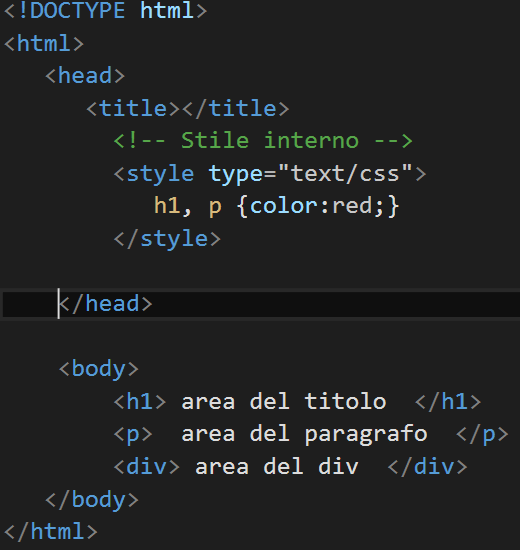 <!DOCTYPE html>
<html>
<head>
<title></title>
<!-- Stile interno -->
<style type="text/css">
h1, p {color:red;}
</style>
</head>
<body>
<h1> area del titolo  </h1>
<p>  area del paragrafo  </p>
<div> area del div  </div>
</body>
</html>